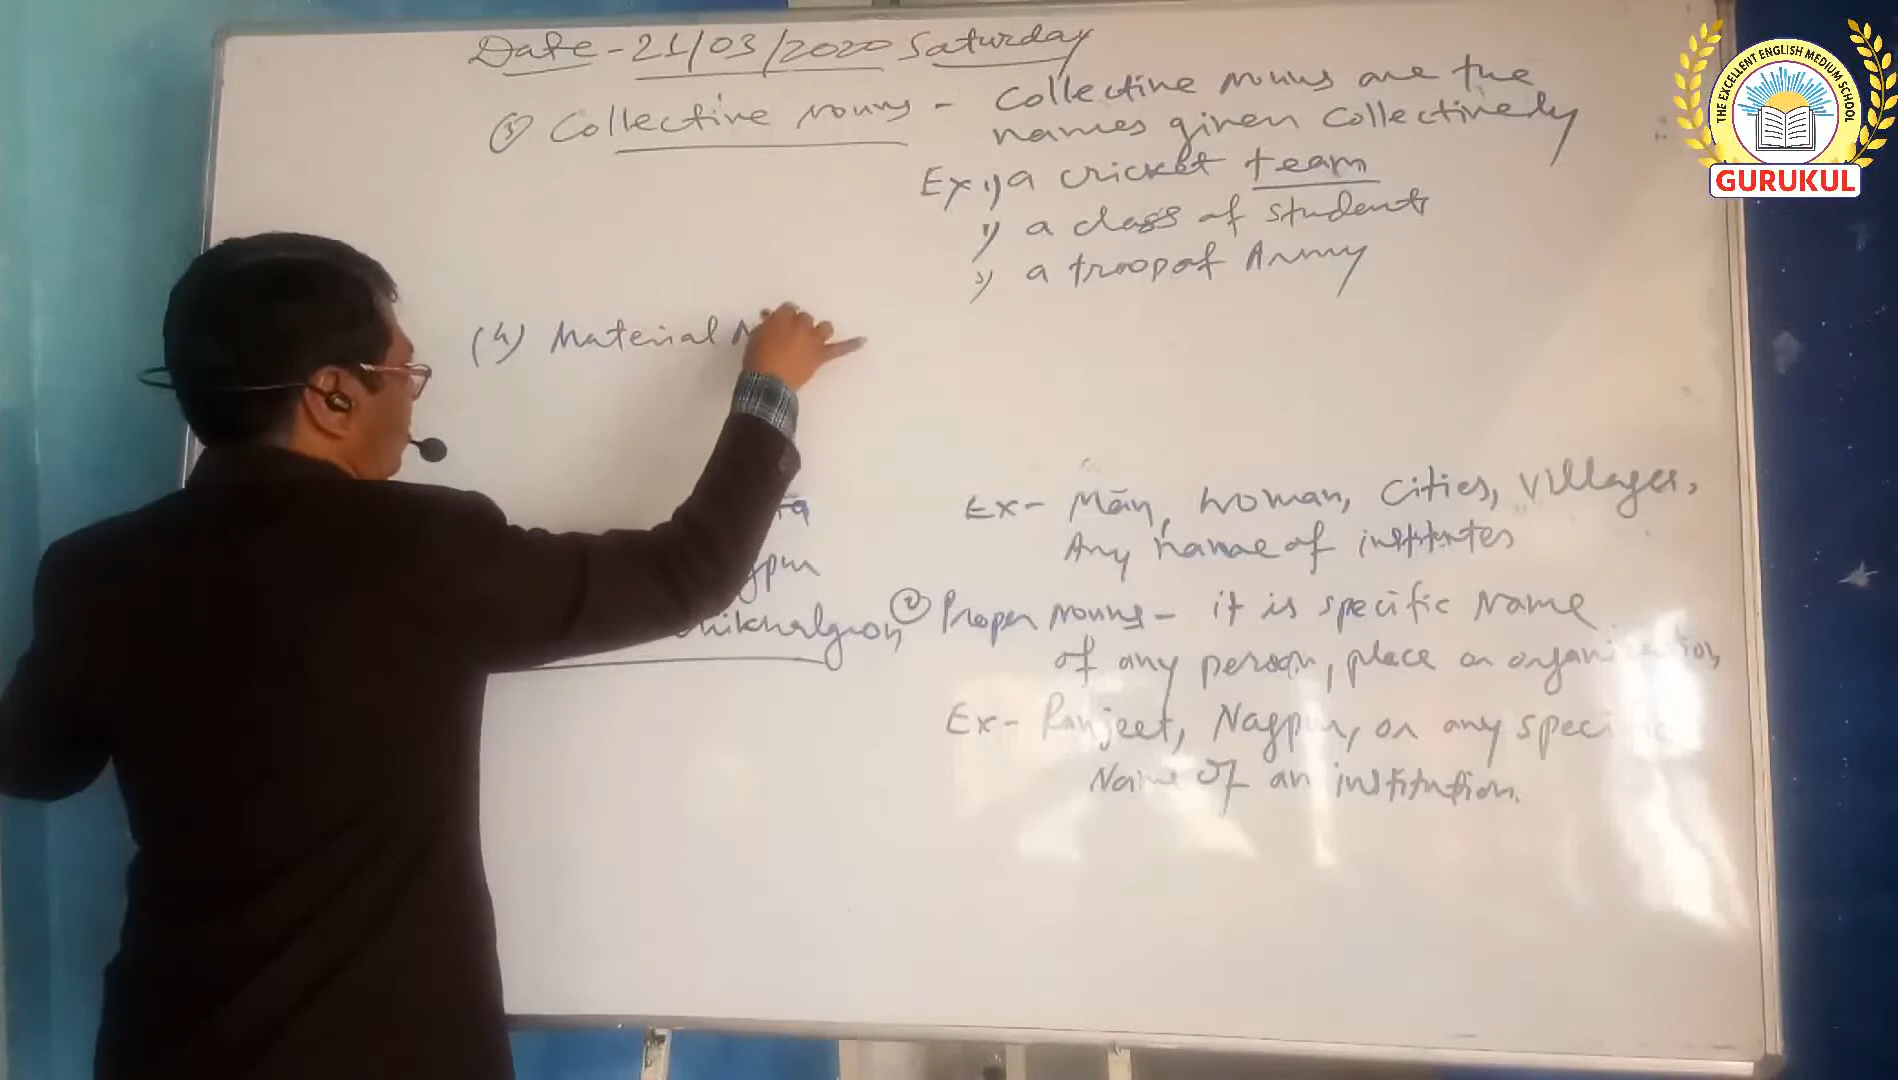 Date - 21/03/2020 Saturday
③ Collective nouns - Collective nouns are the
names given Collectively
Ex 1) a cricket team
a class of students
3) a troop of Army
(4) Material N
Ex- Man, woman, Cities, villages,
Any name of institutes
② Proper nouns - it is specific Name
of any person, place or organization,
Ex- Ranjeet, Nagpur, or any specific
Name of an institution.
THE EXCELLENT ENGLISH MEDIUM SCHOOL
GURUKUL